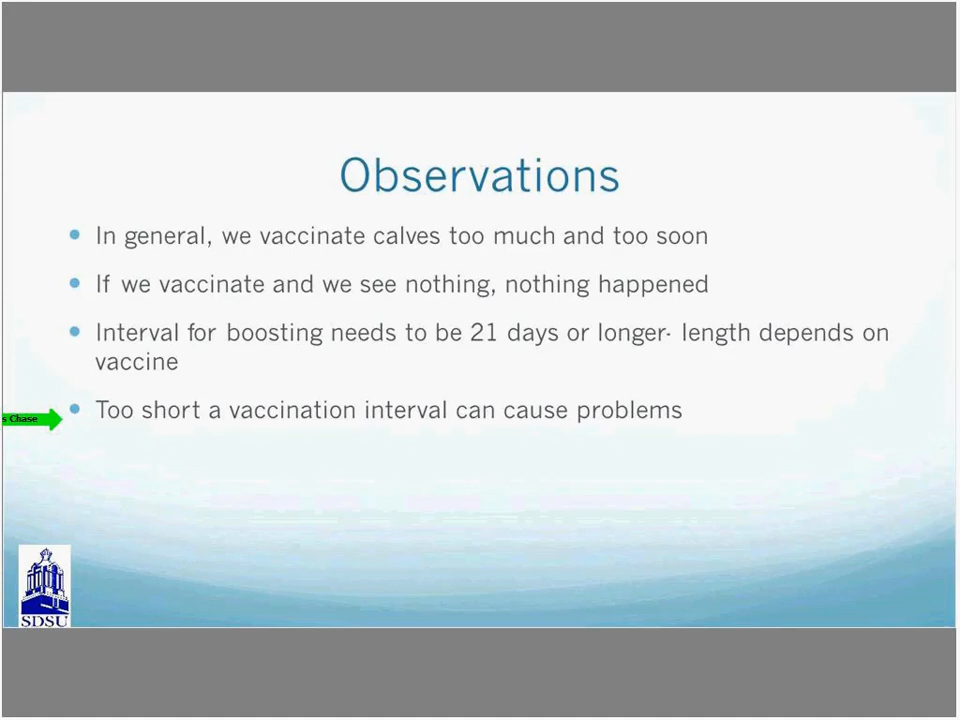 Observations
In general, we vaccinate calves too much and too soon
If we vaccinate and we see nothing, nothing happened
Interval for boosting needs to be 21 days or longer- length depends on
vaccine
Too short a vaccination interval can cause problems
s Chase
SDSU